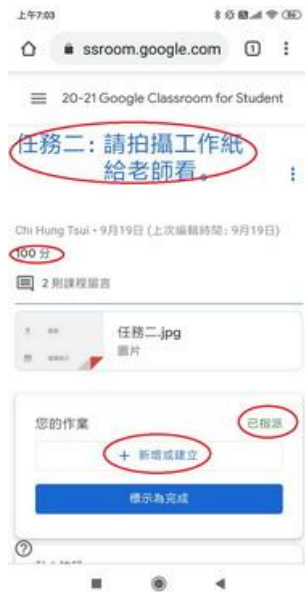 上午7:03
ssroom.google.com
1
20-21 Google Classroom for Student
任務二：請拍攝工作紙
給老師看。
Chi Hung Tsui • 9月19日 (上次編輯時間：9月19日)
100 分
2 則課程留言
任務二.jpg
圖片
您的作業
已指派
+ 新增或建立
標示為完成
?